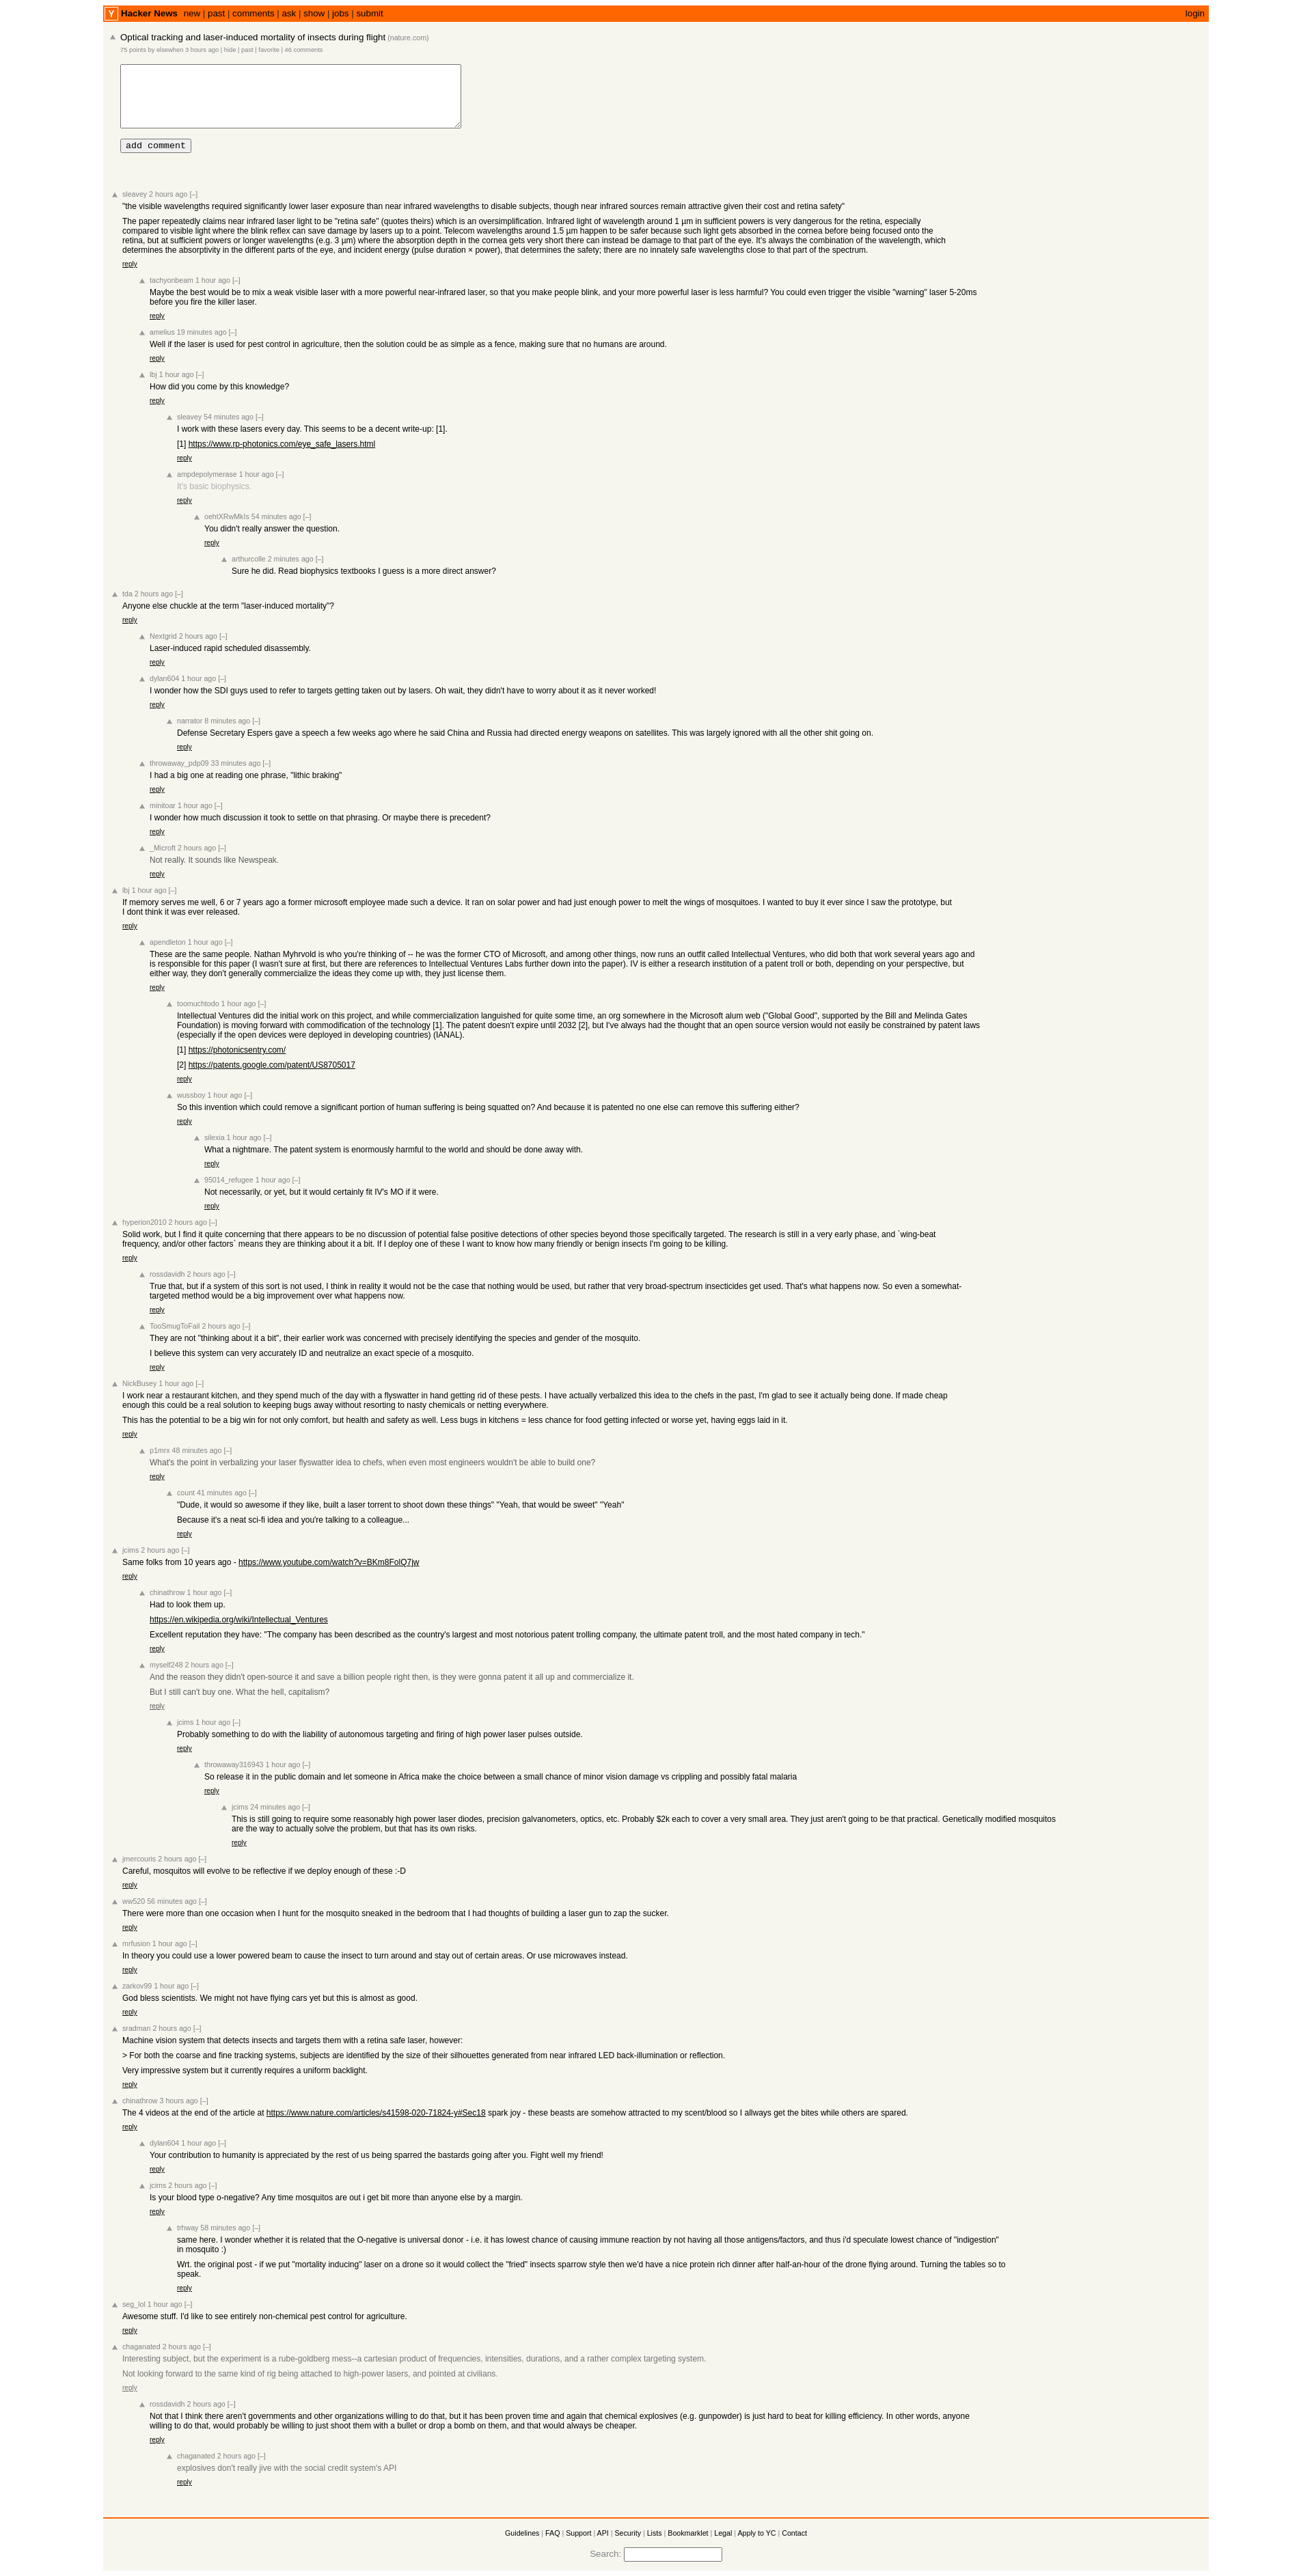 Y Hacker News new | past | comments | ask | show | jobs | submit login
Optical tracking and laser-induced mortality of insects during flight (nature.com)
75 points by elsewhen 3 hours ago | hide | past | favorite | 46 comments
add comment
sleavey 2 hours ago [–]
"the visible wavelengths required significantly lower laser exposure than near infrared wavelengths to disable subjects, though near infrared sources remain attractive given their cost and retina safety"
The paper repeatedly claims near infrared laser light to be "retina safe" (quotes theirs) which is an oversimplification. Infrared light of wavelength around 1 µm in sufficient powers is very dangerous for the retina, especially
compared to visible light where the blink reflex can save damage by lasers up to a point. Telecom wavelengths around 1.5 µm happen to be safer because such light gets absorbed in the cornea before being focused onto the
retina, but at sufficient powers or longer wavelengths (e.g. 3 µm) where the absorption depth in the cornea gets very short there can instead be damage to that part of the eye. It's always the combination of the wavelength, which
determines the absorptivity in the different parts of the eye, and incident energy (pulse duration × power), that determines the safety; there are no innately safe wavelengths close to that part of the spectrum.
reply
tachyonbeam 1 hour ago [–]
Maybe the best would be to mix a weak visible laser with a more powerful near-infrared laser, so that you make people blink, and your more powerful laser is less harmful? You could even trigger the visible "warning" laser 5-20ms
before you fire the killer laser.
reply
amelius 19 minutes ago [–]
Well if the laser is used for pest control in agriculture, then the solution could be as simple as a fence, making sure that no humans are around.
reply
lbj 1 hour ago [–]
How did you come by this knowledge?
reply
sleavey 54 minutes ago [–]
I work with these lasers every day. This seems to be a decent write-up: [1].
[1] https://www.rp-photonics.com/eye_safe_lasers.html
reply
ampdepolymerase 1 hour ago [–]
It's basic biophysics.
reply
oehtXRwMkIs 54 minutes ago [–]
You didn't really answer the question.
reply
arthurcolle 2 minutes ago [–]
Sure he did. Read biophysics textbooks I guess is a more direct answer?
tda 2 hours ago [–]
Anyone else chuckle at the term "laser-induced mortality"?
reply
Nextgrid 2 hours ago [–]
Laser-induced rapid scheduled disassembly.
reply
dylan604 1 hour ago [–]
I wonder how the SDI guys used to refer to targets getting taken out by lasers. Oh wait, they didn't have to worry about it as it never worked!
reply
narrator 8 minutes ago [–]
Defense Secretary Espers gave a speech a few weeks ago where he said China and Russia had directed energy weapons on satellites. This was largely ignored with all the other shit going on.
reply
throwaway_pdp09 33 minutes ago [–]
I had a big one at reading one phrase, "lithic braking"
reply
minitoar 1 hour ago [–]
I wonder how much discussion it took to settle on that phrasing. Or maybe there is precedent?
reply
_Microft 2 hours ago [–]
Not really. It sounds like Newspeak.
reply
lbj 1 hour ago [–]
If memory serves me well, 6 or 7 years ago a former microsoft employee made such a device. It ran on solar power and had just enough power to melt the wings of mosquitoes. I wanted to buy it ever since I saw the prototype, but
I dont think it was ever released.
reply
apendleton 1 hour ago [–]
These are the same people. Nathan Myhrvold is who you're thinking of -- he was the former CTO of Microsoft, and among other things, now runs an outfit called Intellectual Ventures, who did both that work several years ago and
is responsible for this paper (I wasn't sure at first, but there are references to Intellectual Ventures Labs further down into the paper). IV is either a research institution of a patent troll or both, depending on your perspective, but
either way, they don't generally commercialize the ideas they come up with, they just license them.
reply
toomuchtodo 1 hour ago [–]
Intellectual Ventures did the initial work on this project, and while commercialization languished for quite some time, an org somewhere in the Microsoft alum web ("Global Good", supported by the Bill and Melinda Gates
Foundation) is moving forward with commodification of the technology [1]. The patent doesn't expire until 2032 [2], but I've always had the thought that an open source version would not easily be constrained by patent laws
(especially if the open devices were deployed in developing countries) (IANAL).
[1] https://photonicsentry.com/
[2] https://patents.google.com/patent/US8705017
reply
wussboy 1 hour ago [–]
So this invention which could remove a significant portion of human suffering is being squatted on? And because it is patented no one else can remove this suffering either?
reply
silexia 1 hour ago [–]
What a nightmare. The patent system is enormously harmful to the world and should be done away with.
reply
95014_refugee 1 hour ago [–]
Not necessarily, or yet, but it would certainly fit IV's MO if it were.
reply
hyperion2010 2 hours ago [–]
Solid work, but I find it quite concerning that there appears to be no discussion of potential false positive detections of other species beyond those specifically targeted. The research is still in a very early phase, and `wing-beat
frequency, and/or other factors` means they are thinking about it a bit. If I deploy one of these I want to know how many friendly or benign insects I'm going to be killing.
reply
rossdavidh 2 hours ago [–]
True that, but if a system of this sort is not used, I think in reality it would not be the case that nothing would be used, but rather that very broad-spectrum insecticides get used. That's what happens now. So even a somewhat-
targeted method would be a big improvement over what happens now.
reply
TooSmugToFail 2 hours ago [–]
They are not "thinking about it a bit", their earlier work was concerned with precisely identifying the species and gender of the mosquito.
I believe this system can very accurately ID and neutralize an exact specie of a mosquito.
reply
NickBusey 1 hour ago [–]
I work near a restaurant kitchen, and they spend much of the day with a flyswatter in hand getting rid of these pests. I have actually verbalized this idea to the chefs in the past, I'm glad to see it actually being done. If made cheap
enough this could be a real solution to keeping bugs away without resorting to nasty chemicals or netting everywhere.
This has the potential to be a big win for not only comfort, but health and safety as well. Less bugs in kitchens = less chance for food getting infected or worse yet, having eggs laid in it.
reply
p1mrx 48 minutes ago [–]
What's the point in verbalizing your laser flyswatter idea to chefs, when even most engineers wouldn't be able to build one?
reply
count 41 minutes ago [–]
"Dude, it would so awesome if they like, built a laser torrent to shoot down these things" "Yeah, that would be sweet" "Yeah"
Because it's a neat sci-fi idea and you're talking to a colleague...
reply
jcims 2 hours ago [–]
Same folks from 10 years ago - https://www.youtube.com/watch?v=BKm8FolQ7jw
reply
chinathrow 1 hour ago [–]
Had to look them up.
https://en.wikipedia.org/wiki/Intellectual_Ventures
Excellent reputation they have: "The company has been described as the country's largest and most notorious patent trolling company, the ultimate patent troll, and the most hated company in tech."
reply
myself248 2 hours ago [–]
And the reason they didn't open-source it and save a billion people right then, is they were gonna patent it all up and commercialize it.
But I still can't buy one. What the hell, capitalism?
reply
jcims 1 hour ago [–]
Probably something to do with the liability of autonomous targeting and firing of high power laser pulses outside.
reply
throwaway316943 1 hour ago [–]
So release it in the public domain and let someone in Africa make the choice between a small chance of minor vision damage vs crippling and possibly fatal malaria
reply
jcims 24 minutes ago [–]
This is still going to require some reasonably high power laser diodes, precision galvanometers, optics, etc. Probably $2k each to cover a very small area. They just aren't going to be that practical. Genetically modified mosquitos
are the way to actually solve the problem, but that has its own risks.
reply
jmercouris 2 hours ago [–]
Careful, mosquitos will evolve to be reflective if we deploy enough of these :-D
reply
ww520 56 minutes ago [–]
There were more than one occasion when I hunt for the mosquito sneaked in the bedroom that I had thoughts of building a laser gun to zap the sucker.
reply
mrfusion 1 hour ago [–]
In theory you could use a lower powered beam to cause the insect to turn around and stay out of certain areas. Or use microwaves instead.
reply
zarkov99 1 hour ago [–]
God bless scientists. We might not have flying cars yet but this is almost as good.
reply
sradman 2 hours ago [–]
Machine vision system that detects insects and targets them with a retina safe laser, however:
> For both the coarse and fine tracking systems, subjects are identified by the size of their silhouettes generated from near infrared LED back-illumination or reflection.
Very impressive system but it currently requires a uniform backlight.
reply
chinathrow 3 hours ago [–]
The 4 videos at the end of the article at https://www.nature.com/articles/s41598-020-71824-y#Sec18 spark joy - these beasts are somehow attracted to my scent/blood so I allways get the bites while others are spared.
reply
dylan604 1 hour ago [–]
Your contribution to humanity is appreciated by the rest of us being sparred the bastards going after you. Fight well my friend!
reply
jcims 2 hours ago [–]
Is your blood type o-negative? Any time mosquitos are out i get bit more than anyone else by a margin.
reply
trhway 58 minutes ago [–]
same here. I wonder whether it is related that the O-negative is universal donor - i.e. it has lowest chance of causing immune reaction by not having all those antigens/factors, and thus i'd speculate lowest chance of "indigestion"
in mosquito :)
Wrt. the original post - if we put "mortality inducing" laser on a drone so it would collect the "fried" insects sparrow style then we'd have a nice protein rich dinner after half-an-hour of the drone flying around. Turning the tables so to
speak.
reply
seg_lol 1 hour ago [–]
Awesome stuff. I'd like to see entirely non-chemical pest control for agriculture.
reply
chaganated 2 hours ago [–]
Interesting subject, but the experiment is a rube-goldberg mess--a cartesian product of frequencies, intensities, durations, and a rather complex targeting system.
Not looking forward to the same kind of rig being attached to high-power lasers, and pointed at civilians.
reply
rossdavidh 2 hours ago [–]
Not that I think there aren't governments and other organizations willing to do that, but it has been proven time and again that chemical explosives (e.g. gunpowder) is just hard to beat for killing efficiency. In other words, anyone
willing to do that, would probably be willing to just shoot them with a bullet or drop a bomb on them, and that would always be cheaper.
reply
chaganated 2 hours ago [–]
explosives don't really jive with the social credit system's API
reply
Guidelines | FAQ | Support | API | Security | Lists | Bookmarklet | Legal | Apply to YC | Contact
Search: